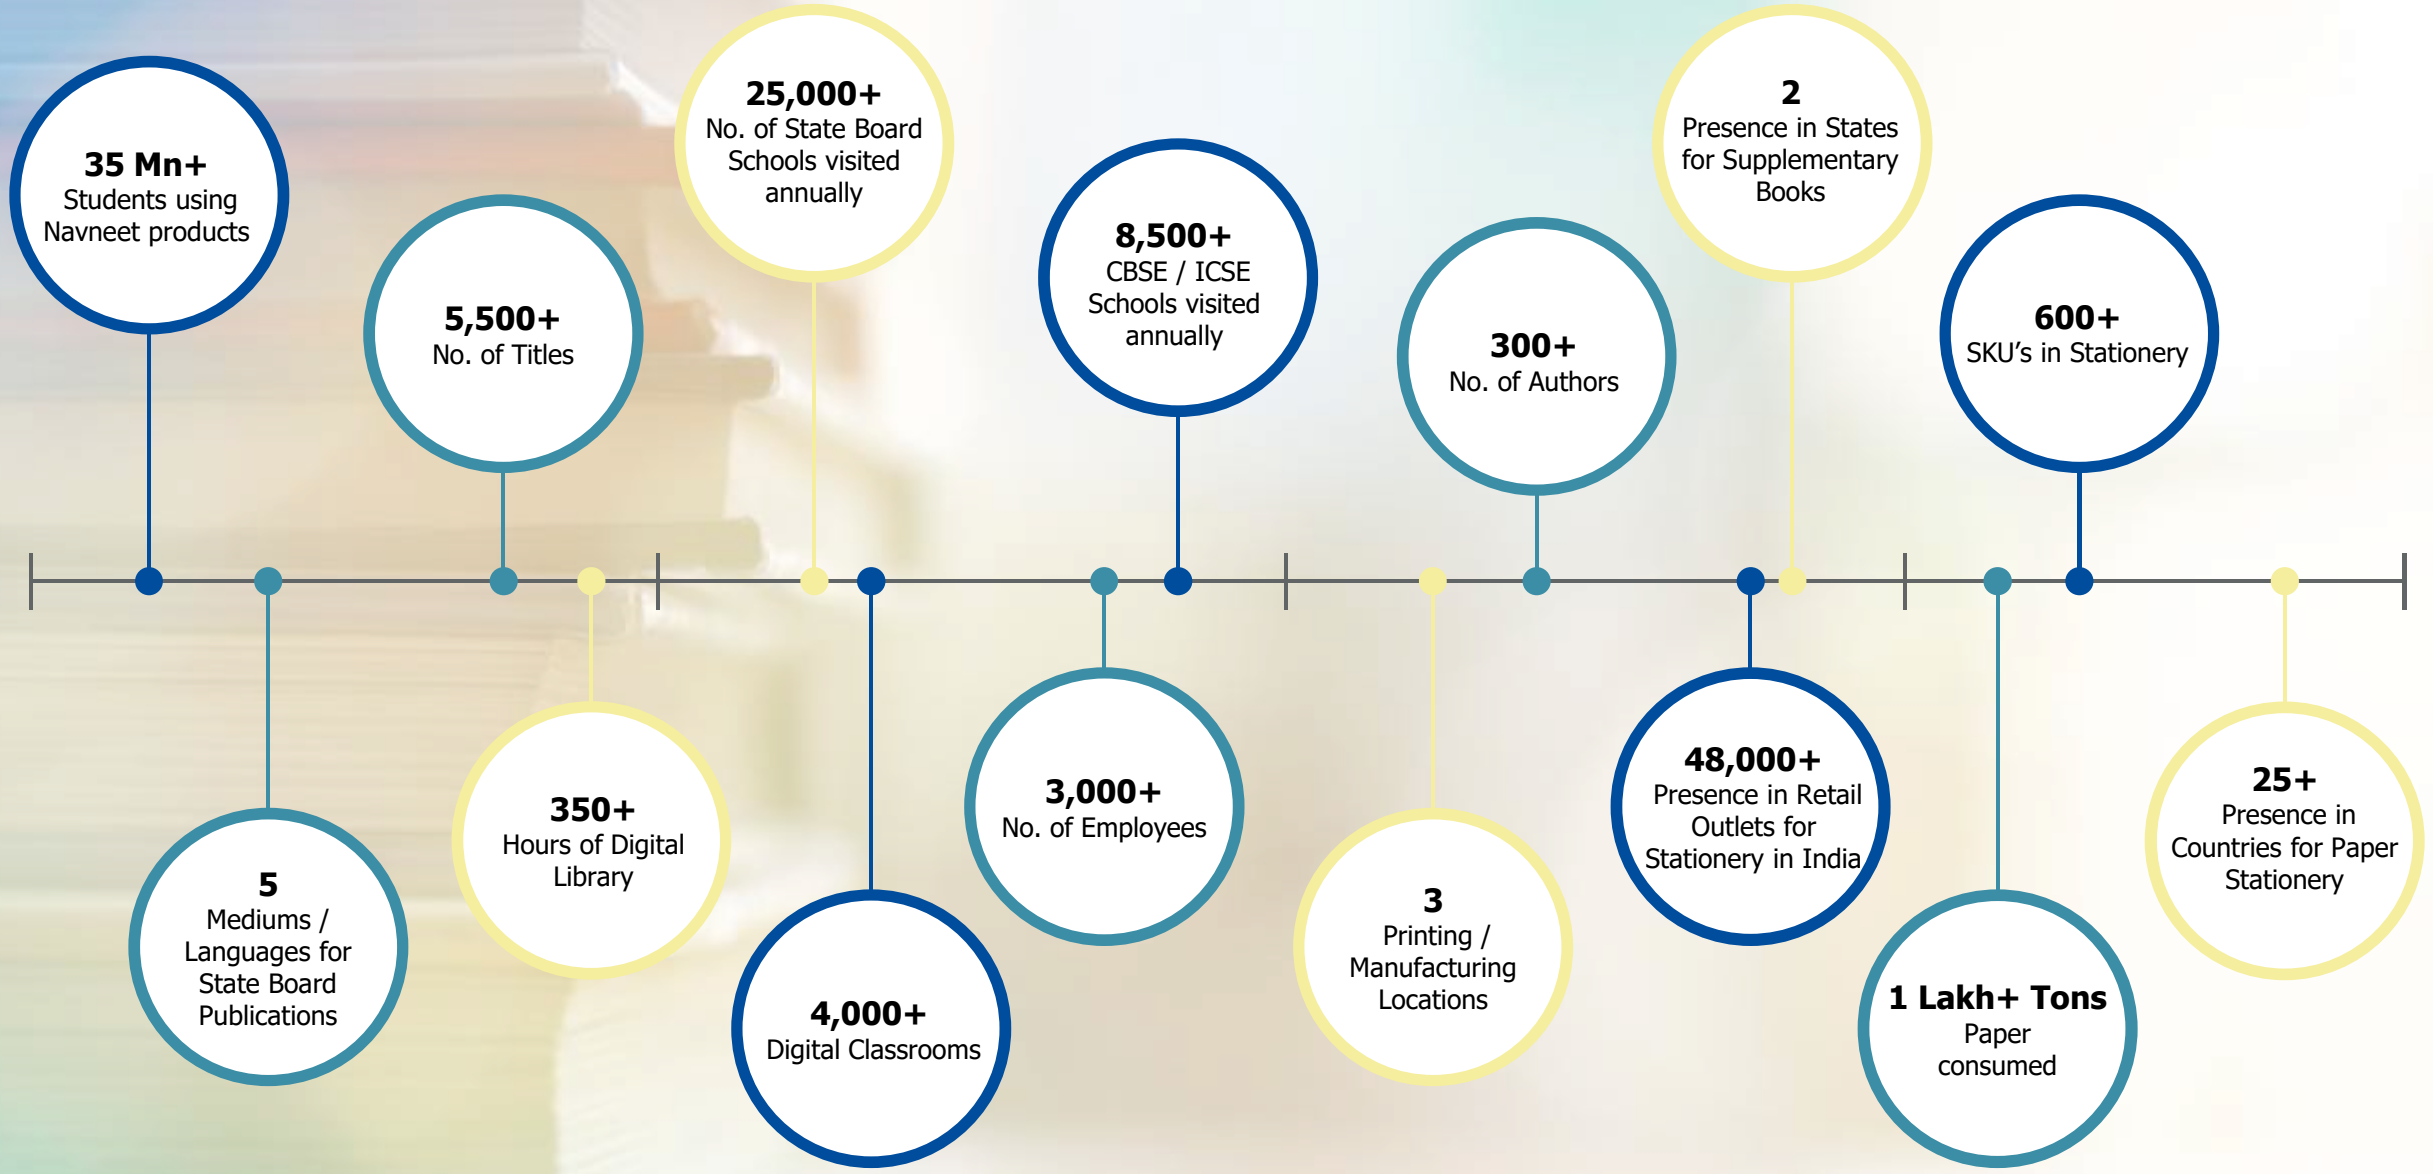 35 Mn+
Students using
Navneet products
5
Mediums /
Languages for
State Board
Publications
5,500+
No. of Titles
350+
Hours of Digital
Library
25,000+
No. of State Board
Schools visited
annually
4,000+
Digital Classrooms
3,000+
No. of Employees
8,500+
CBSE / ICSE
Schools visited
annually
3
Printing /
Manufacturing
Locations
300+
No. of Authors
48,000+
Presence in Retail
Outlets for
Stationery in India
2
Presence in States
for Supplementary
Books
1 Lakh+ Tons
Paper
consumed
600+
SKU's in Stationery
25+
Presence in
Countries for Paper
Stationery